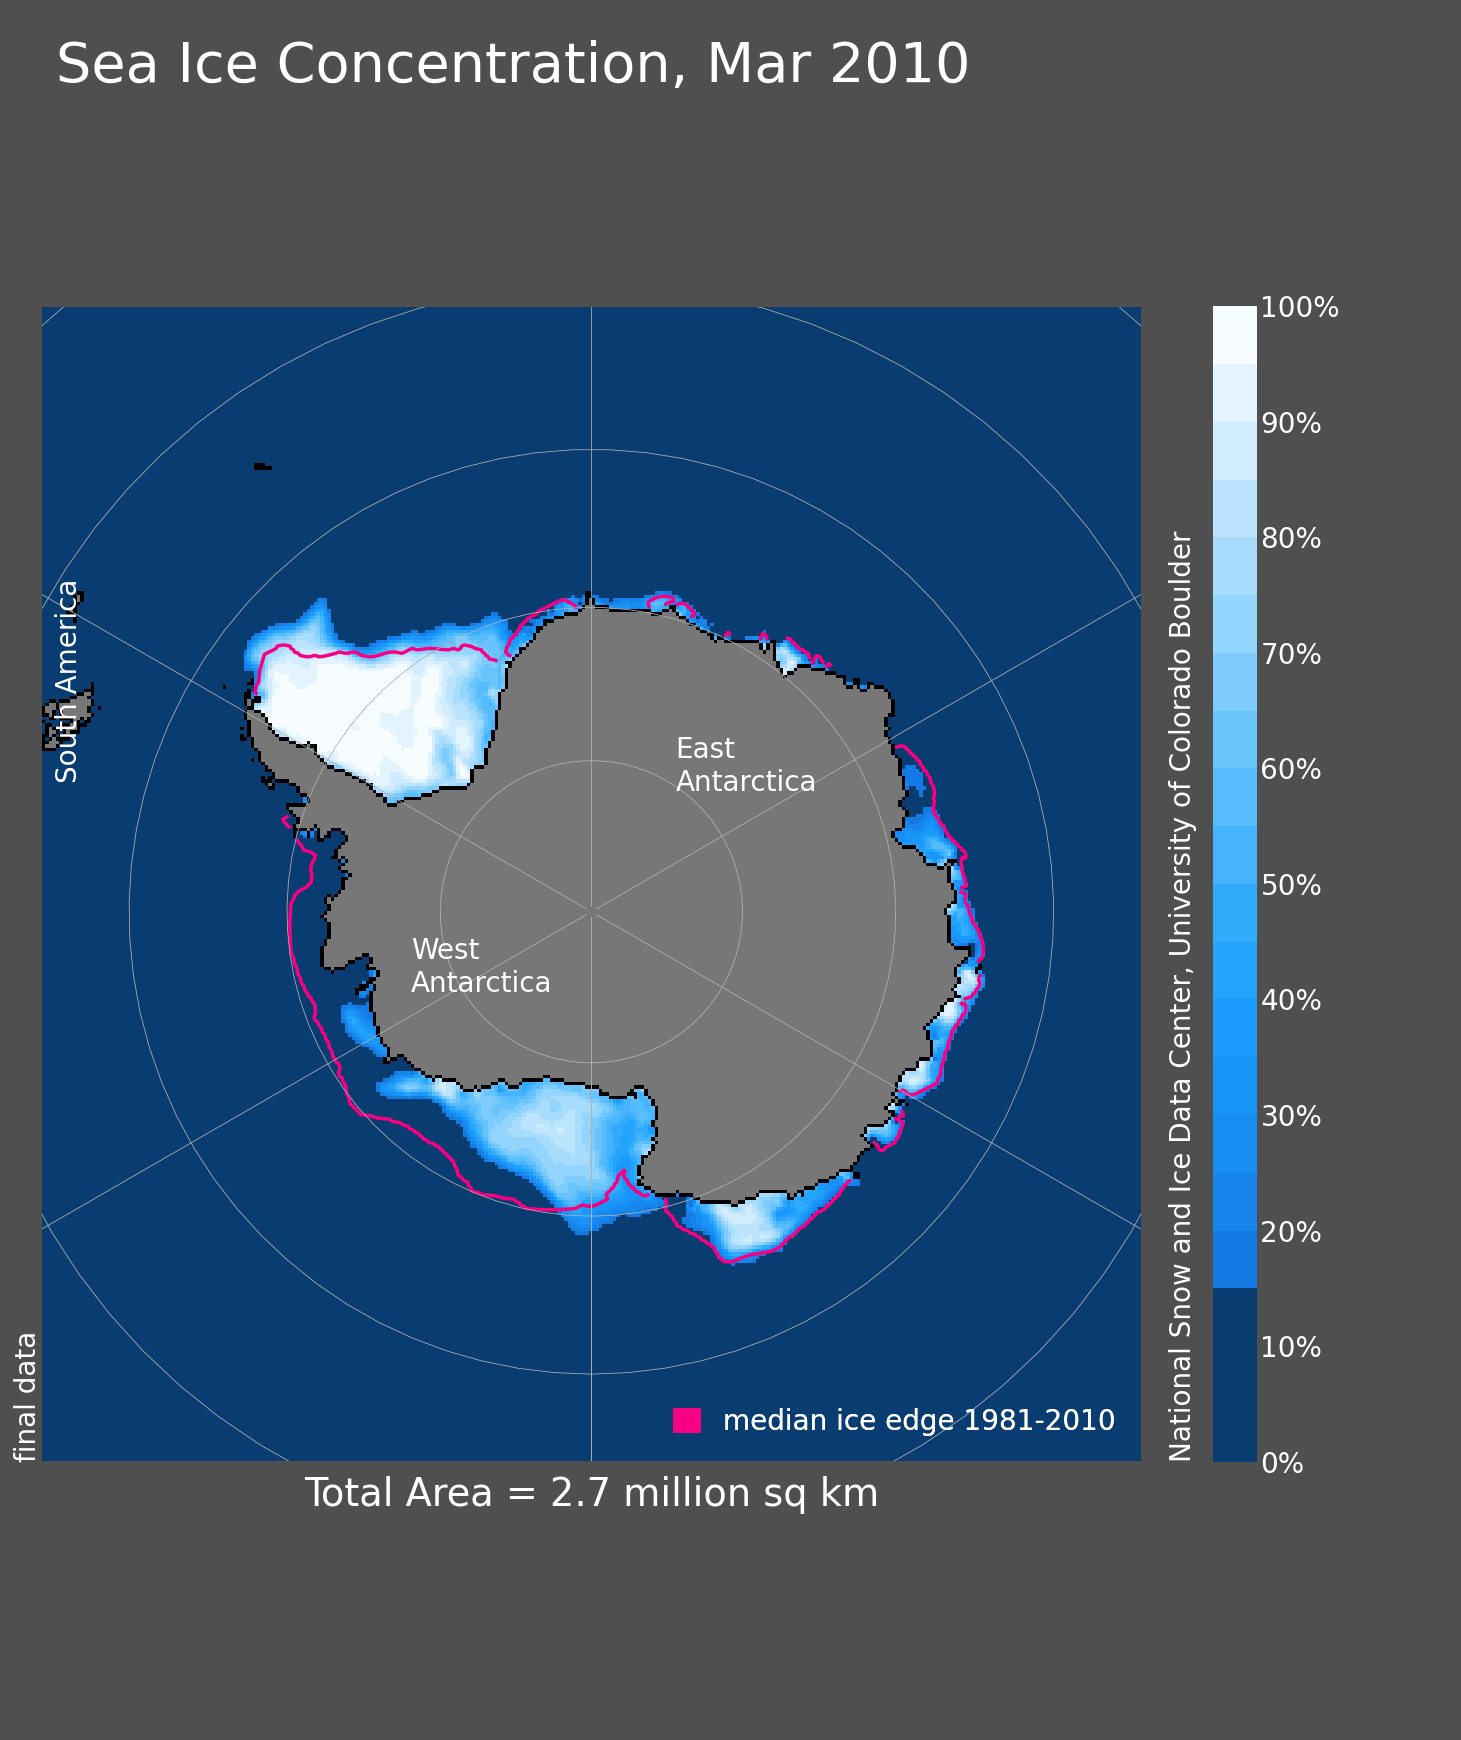 Sea Ice Concentration, Mar 2010
South America
East
Antarctica
West
Antarctica
median ice edge 1981-2010
final data
Total Area = 2.7 million sq km
National Snow and Ice Data Center, University of Colorado Boulder
100%
90%
80%
70%
60%
50%
40%
30%
20%
10%
0%